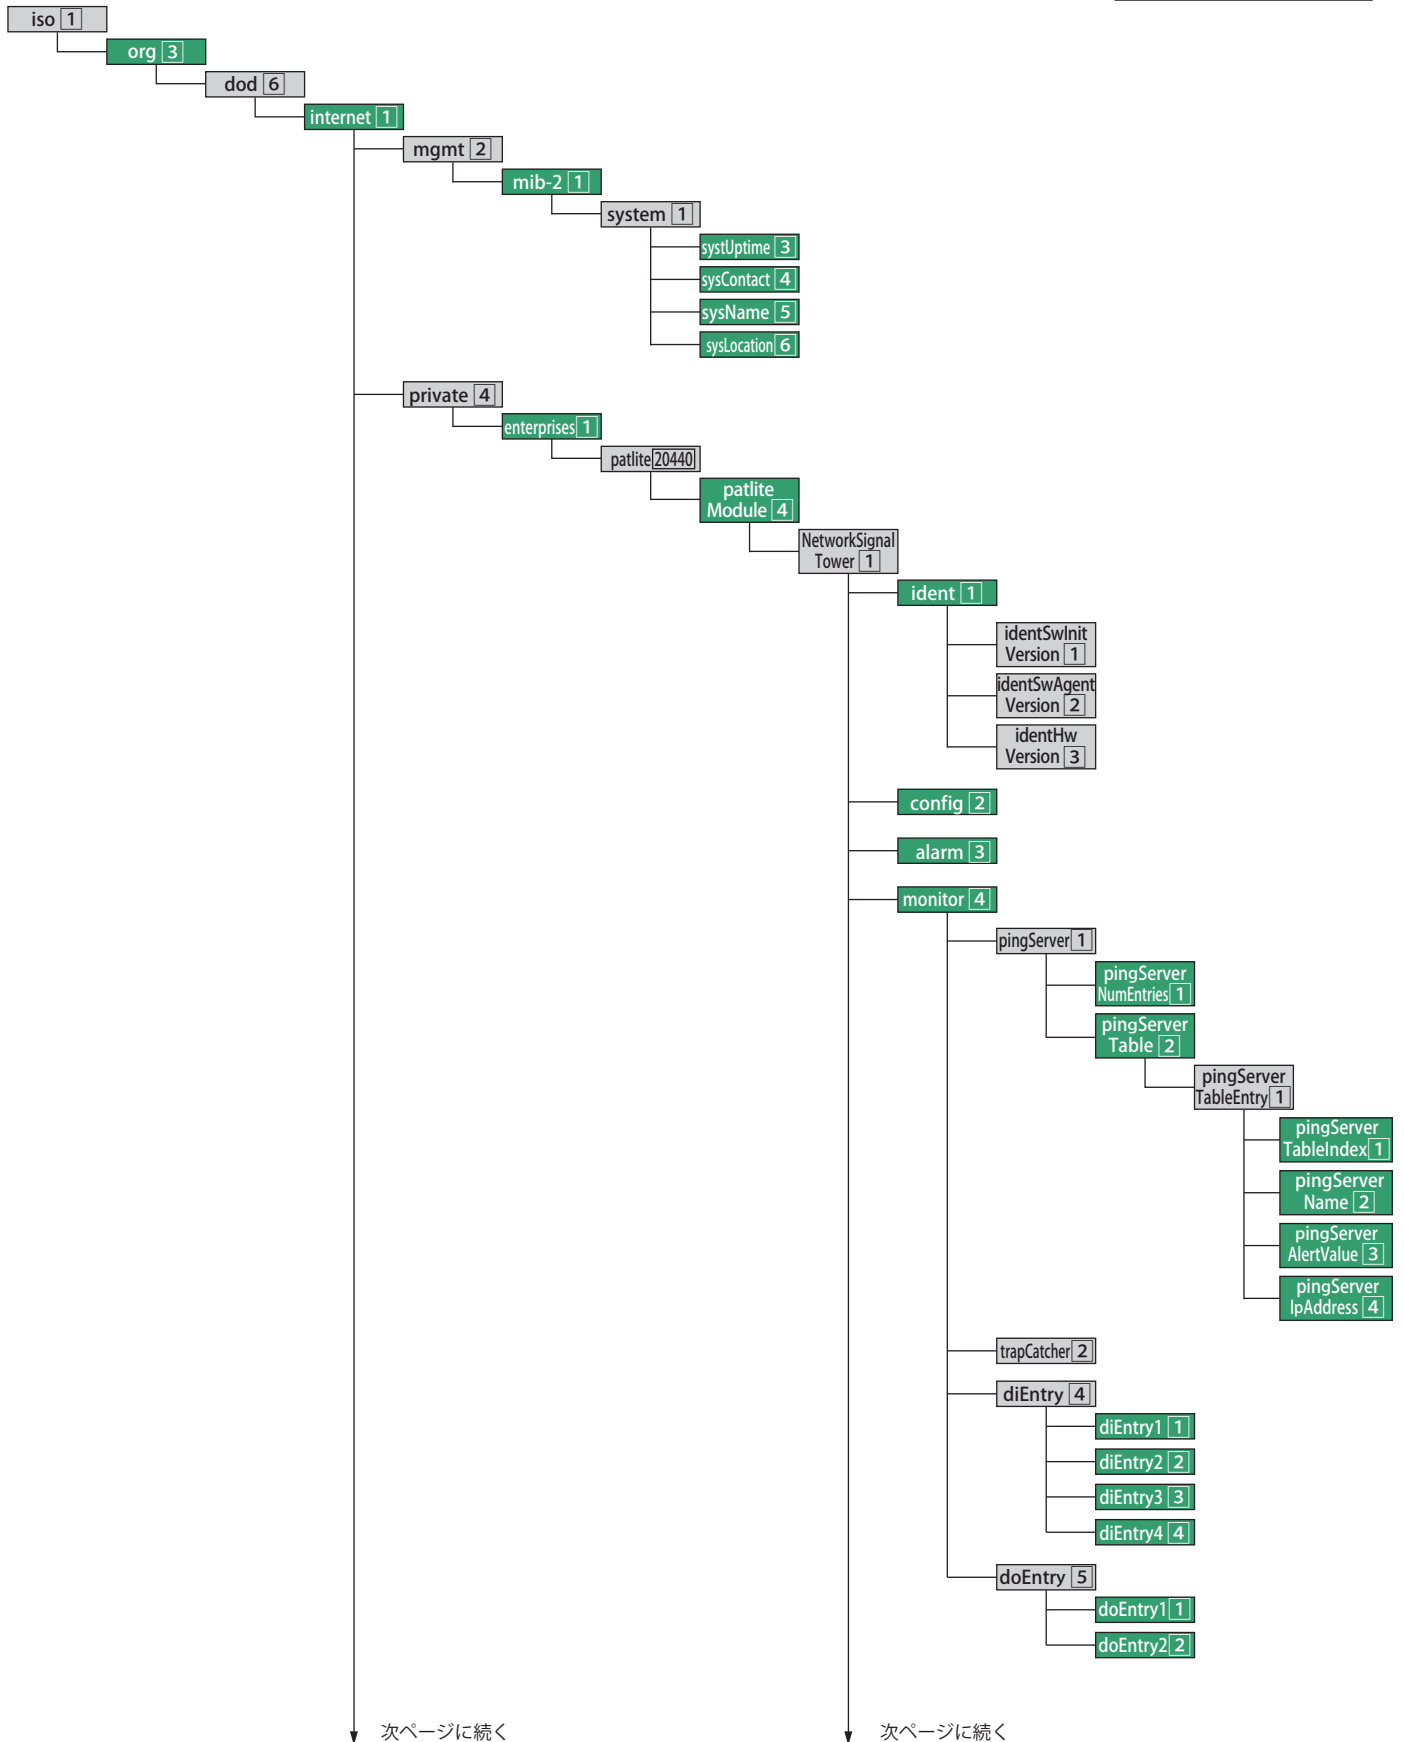 iso 1
org 3
dod 6
internet 1
mgmt 2
mib-2 1
system 1
systUptime 3
sysContact 4
sysName 5
sysLocation 6
private 4
enterprises 1
patlite 20440
patlite
Module 4
NetworkSignal
Tower 1
ident 1
identSwInit
Version 1
identSwAgent
Version 2
identHw
Version 3
config 2
alarm 3
monitor 4
pingServer 1
pingServer
NumEntries 1
pingServer
Table 2
pingServer
TableEntry 1
pingServer
TableIndex 1
pingServer
Name 2
pingServer
AlertValue 3
pingServer
IpAddress 4
trapCatcher 2
diEntry 4
diEntry1 1
diEntry2 2
diEntry3 3
diEntry4 4
doEntry 5
doEntry1 1
doEntry2 2
次ページに続く
次ページに続く